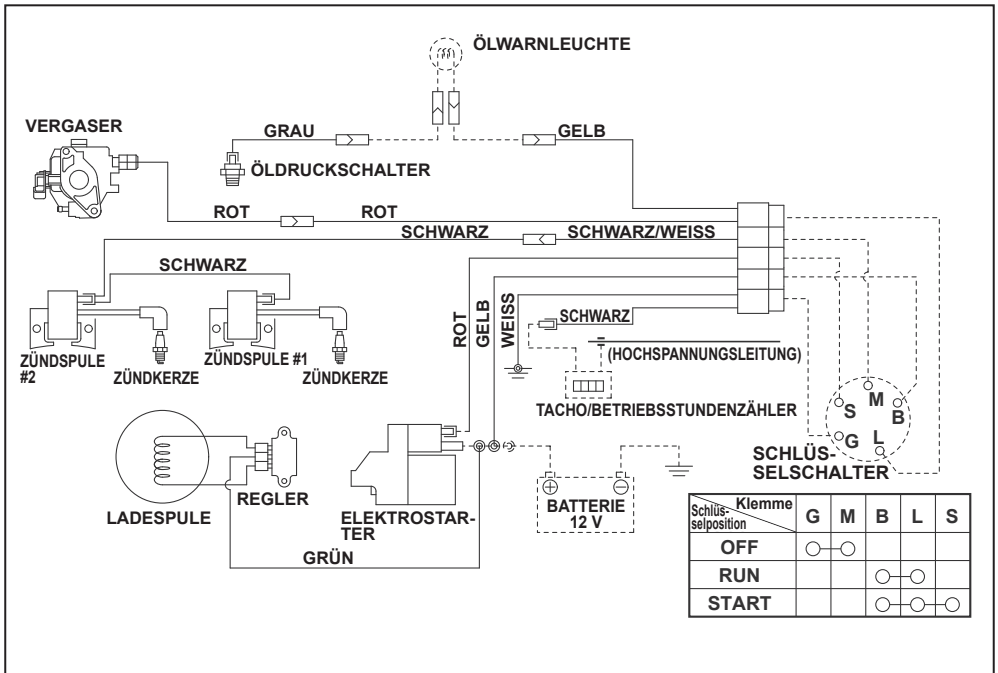 ÖLWARNLEUCHTE
VERGASER
GRAU
GELB
ÖLDRUCKSCHALTER
ROT
ROT
SCHWARZ
SCHWARZ/WEISS
SCHWARZ
ROT
GELB
WEISS
SCHWARZ
(HOCHSPANNUNGSLEITUNG)
ZÜNDSPULE
#2
ZÜNDKERZE
ZÜNDSPULE #1
ZÜNDKERZE
TACHO/BETRIEBSSTUNDENZÄHLER
S
M
B
G
L
SCHLÜS-
SELSCHALTER
LADESPULE
REGLER
ELEKTROSTAR-
TER
BATTERIE
12 V
GRÜN
Klemme
Schlüs-
selposition
G M B L S
OFF
RUN
START